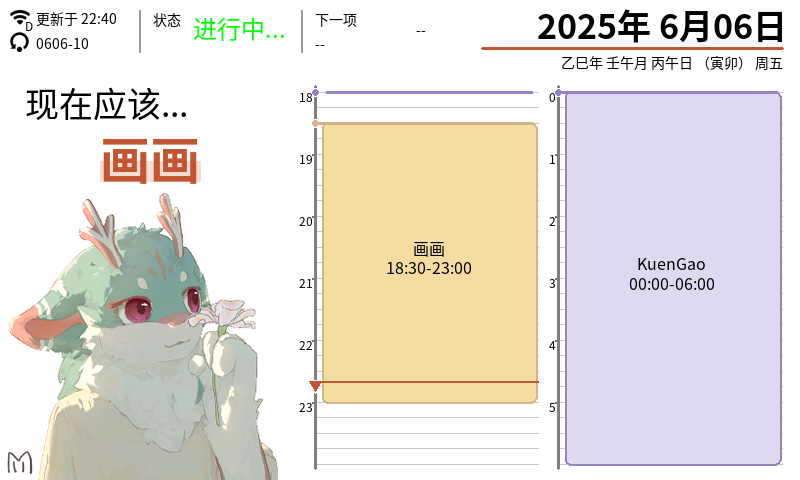 更新于 22:40
D
0606-10
状态
进行中...
下一项
--
--
2025年 6月06日
乙巳年 壬午月 丙午日 （寅卯） 周五
现在应该...
画画
18
19
20
21
22
23
画画
18:30-23:00
0
1
2
3
4
5
KuenGao
00:00-06:00